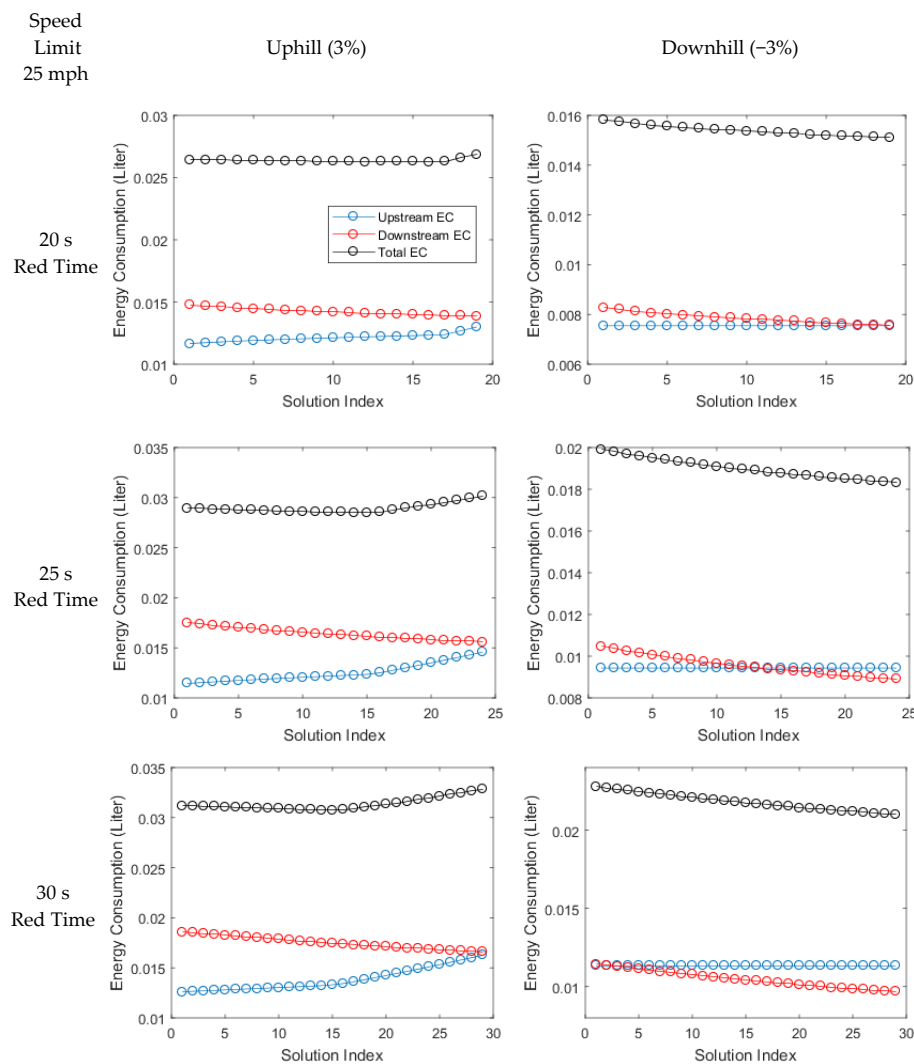 Speed
Limit
25 mph
Uphill (3%)
Downhill (−3%)
20 s
Red Time
Energy Consumption (Liter)
0.03
0.025
0.02
0.015
0.01
0 5 10 15 20
Solution Index
Upstream EC
Downstream EC
Total EC
Energy Consumption (Liter)
0.016
0.014
0.012
0.01
0.008
0.006
0 5 10 15 20
Solution Index
25 s
Red Time
Energy Consumption (Liter)
0.035
0.03
0.025
0.02
0.015
0.01
0 5 10 15 20 25
Solution Index
Energy Consumption (Liter)
0.02
0.018
0.016
0.014
0.012
0.01
0.008
0 5 10 15 20 25
Solution Index
30 s
Red Time
Energy Consumption (Liter)
0.035
0.03
0.025
0.02
0.015
0.01
0 5 10 15 20 25 30
Solution Index
Energy Consumption (Liter)
0.02
0.015
0.01
0 5 10 15 20 25 30
Solution Index